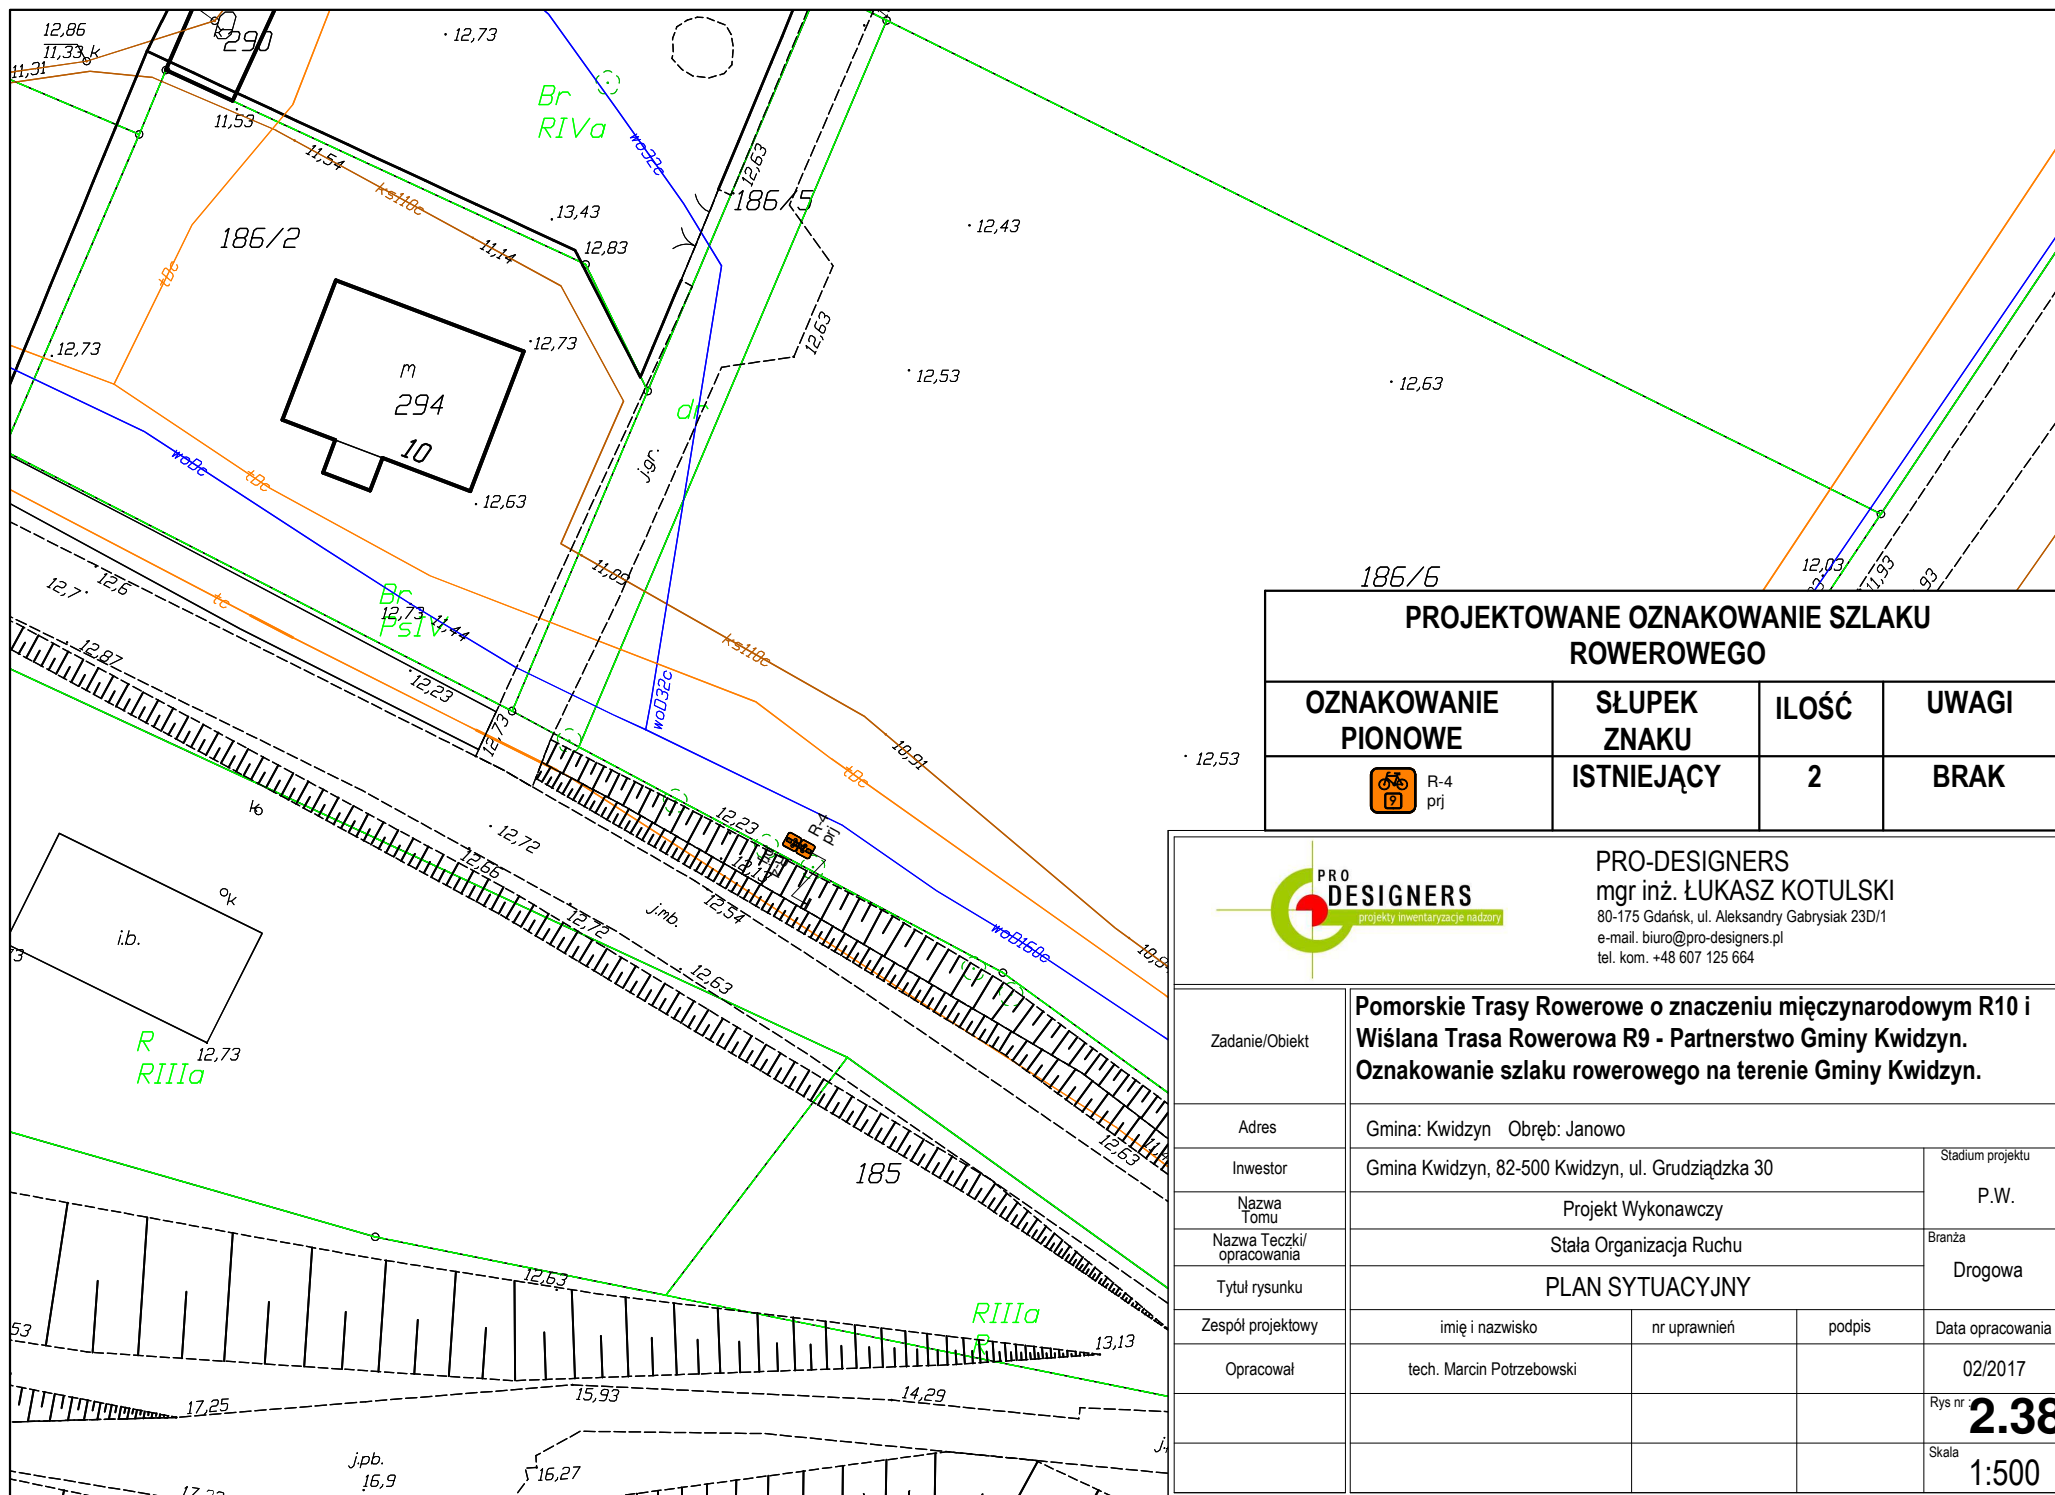 12,86
11,33 k
11,31
k
290
12,73
Br
RIVa
wo32c
11,53
11,54
ks110c
12,63
186/5
186/2
13,43
12,83
11,14
12,43
tBc
12,73
12,73
12,63
12,53
12,63
m
294
10
dr
j.gr.
woBc
tBc
12,63
12,7
12,6
tc
Br
12,73
11,44
PsIV
11,09
186/6
12,03
11,93
93
12,87
12,23
ks110c
woD32c
12,73
10,91
tBc
12,53
PROJEKTOWANE OZNAKOWANIE SZLAKU
ROWEROWEGO
OZNAKOWANIE
PIONOWE
SŁUPEK
ZNAKU
ILOŚĆ
UWAGI
9
R-4
prj
ISTNIEJĄCY
2
BRAK
12,23
R-4
prj
12,13
12,72
12,66
12,72
j.mb.
12,54
12,63
woD160c
i.b.
R
RIIIa
12,73
PRO
DESIGNERS
projekty inwentaryzacje nadzory
PRO-DESIGNERS
mgr inż. ŁUKASZ KOTULSKI
80-175 Gdańsk, ul. Aleksandry Gabrysiak 23D/1
e-mail. biuro@pro-designers.pl
tel. kom. +48 607 125 664
Zadanie/Obiekt
Pomorskie Trasy Rowerowe o znaczeniu mięczynarodowym R10 i
Wiślana Trasa Rowerowa R9 - Partnerstwo Gminy Kwidzyn.
Oznakowanie szlaku rowerowego na terenie Gminy Kwidzyn.
Adres
Gmina: Kwidzyn Obręb: Janowo
Inwestor
Gmina Kwidzyn, 82-500 Kwidzyn, ul. Grudziądzka 30
Stadium projektu
P.W.
Nazwa
Tomu
Projekt Wykonawczy
Nazwa Teczki/
opracowania
Stała Organizacja Ruchu
Branża
Drogowa
Tytuł rysunku
PLAN SYTUACYJNY
Zespół projektowy
imię i nazwisko
nr uprawnień
podpis
Data opracowania
Opracował
tech. Marcin Potrzebowski
02/2017
Rys nr :
2.38
Skala
1:500
12,63
185
12,63
RIIIa
R
13,13
53
17,25
15,93
14,29
j.pb.
16,9
16,27